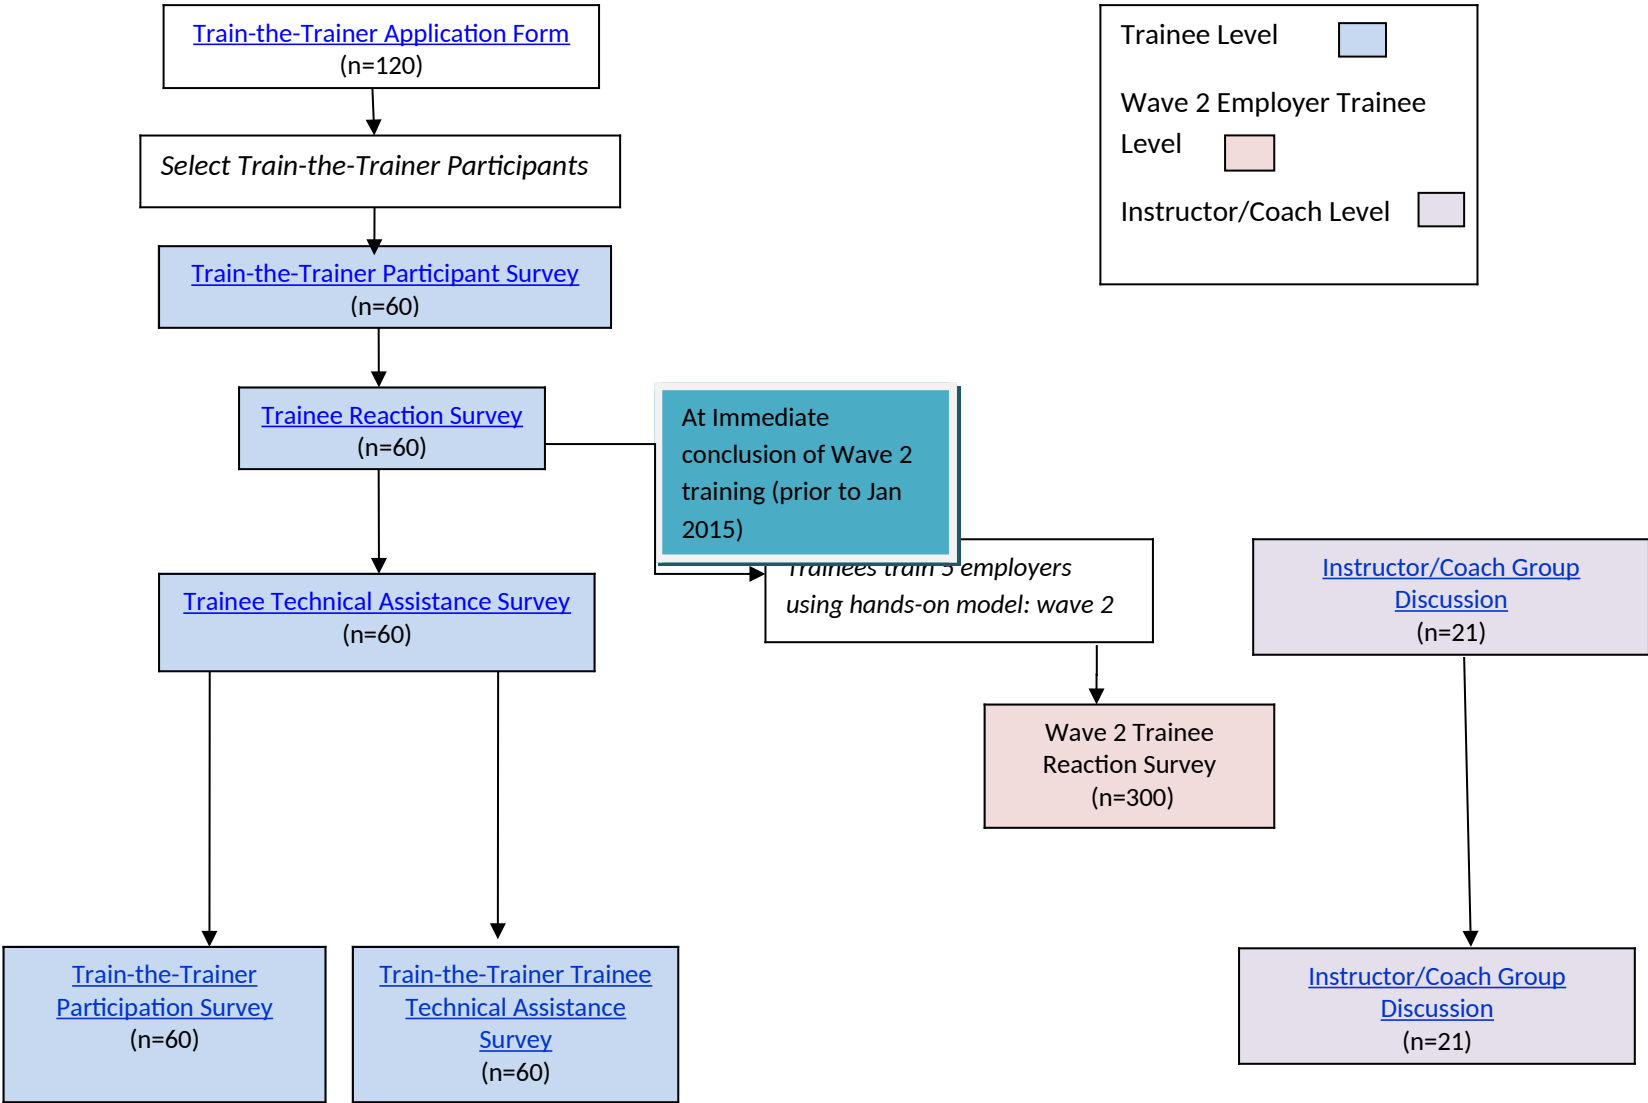 Train-the-Trainer Application Form
(n=120)
Select Train-the-Trainer Participants
Train-the-Trainer Participant Survey
(n=60)
Trainee Reaction Survey
(n=60)
Trainee Technical Assistance Survey
(n=60)
Train-the-Trainer
Participation Survey
(n=60)
Train-the-Trainer Trainee
Technical Assistance
Survey
(n=60)
At Immediate
conclusion of Wave 2
training (prior to Jan
2015)
Trainees train 5 employers
using hands-on model: wave 2
Wave 2 Trainee
Reaction Survey
(n=300)
Trainee Level
Wave 2 Employer Trainee
Level
Instructor/Coach Level
Instructor/Coach Group
Discussion
(n=21)
Instructor/Coach Group
Discussion
(n=21)